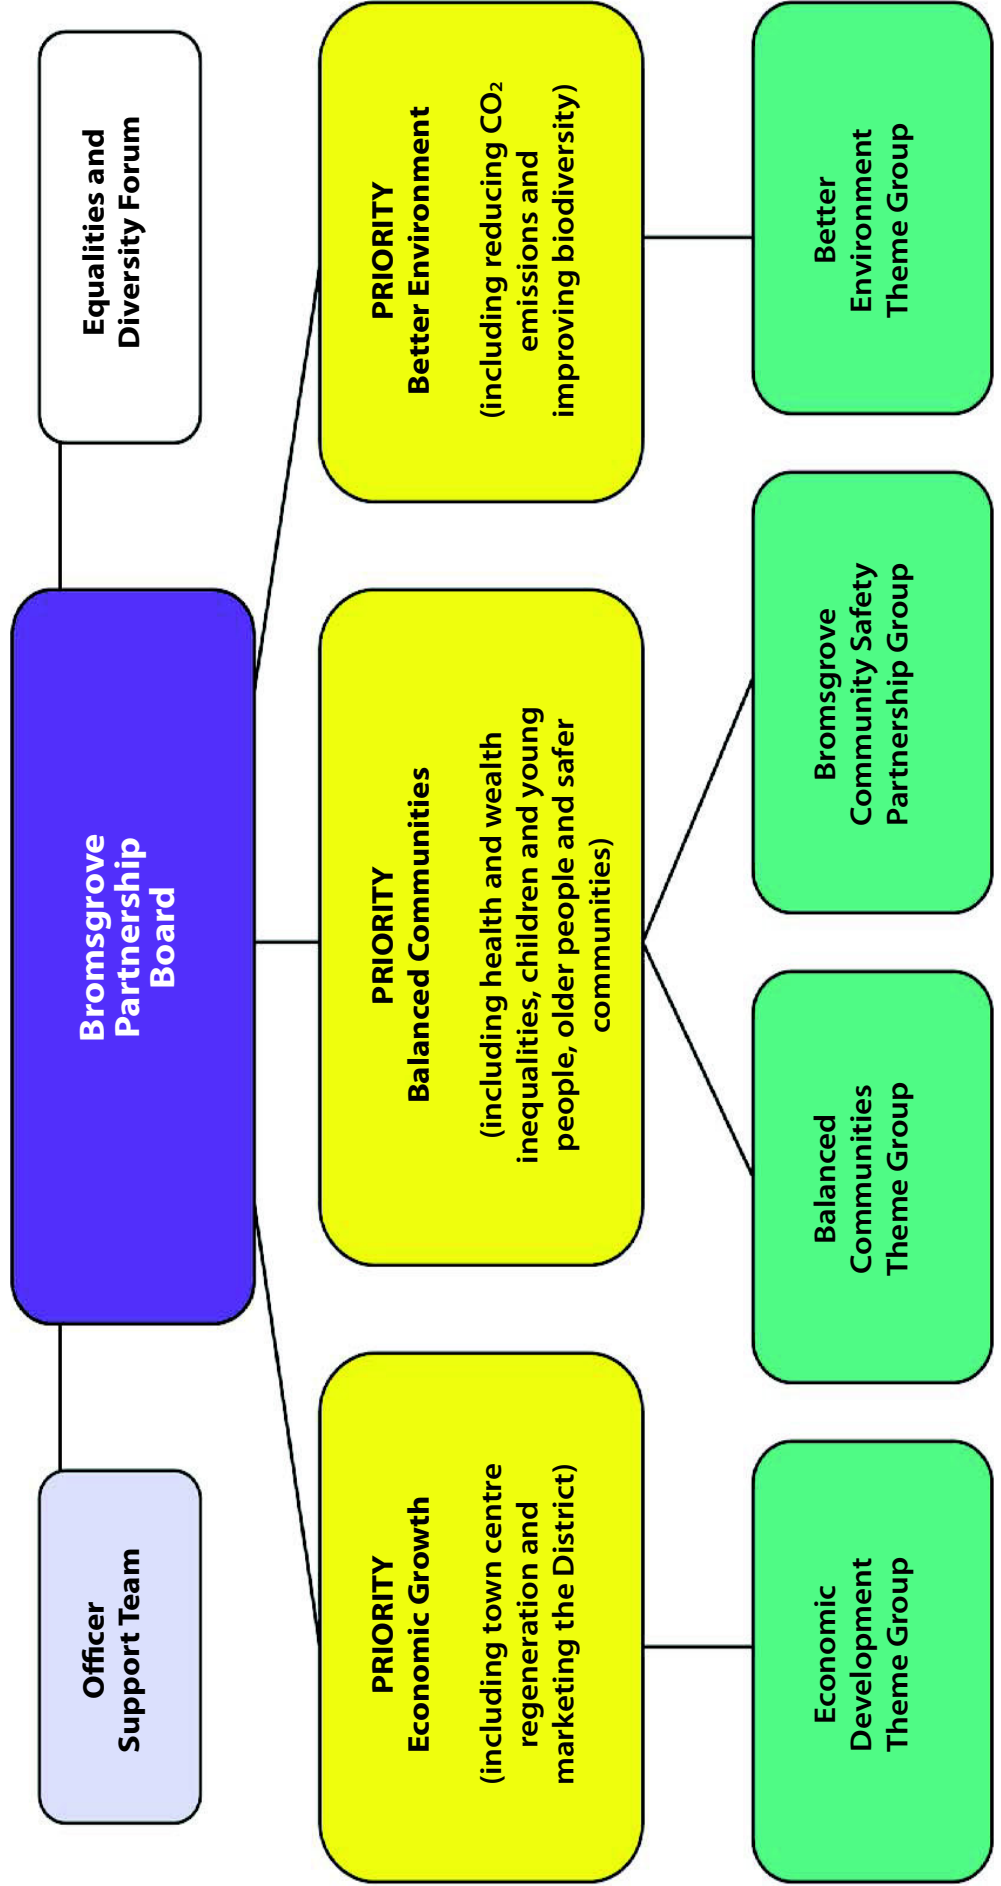 Officer
Support Team
Bromsgrove
Partnership
Board
Equalities and
Diversity Forum
PRIORITY
Economic Growth
(including town centre
regeneration and
marketing the District)
PRIORITY
Balanced Communities
(including health and wealth
inequalities, children and young
people, older people and safer
communities)
PRIORITY
Better Environment
(including reducing CO₂
emissions and
improving biodiversity)
Economic
Development
Theme Group
Balanced
Communities
Theme Group
Bromsgrove
Community Safety
Partnership Group
Better
Environment
Theme Group